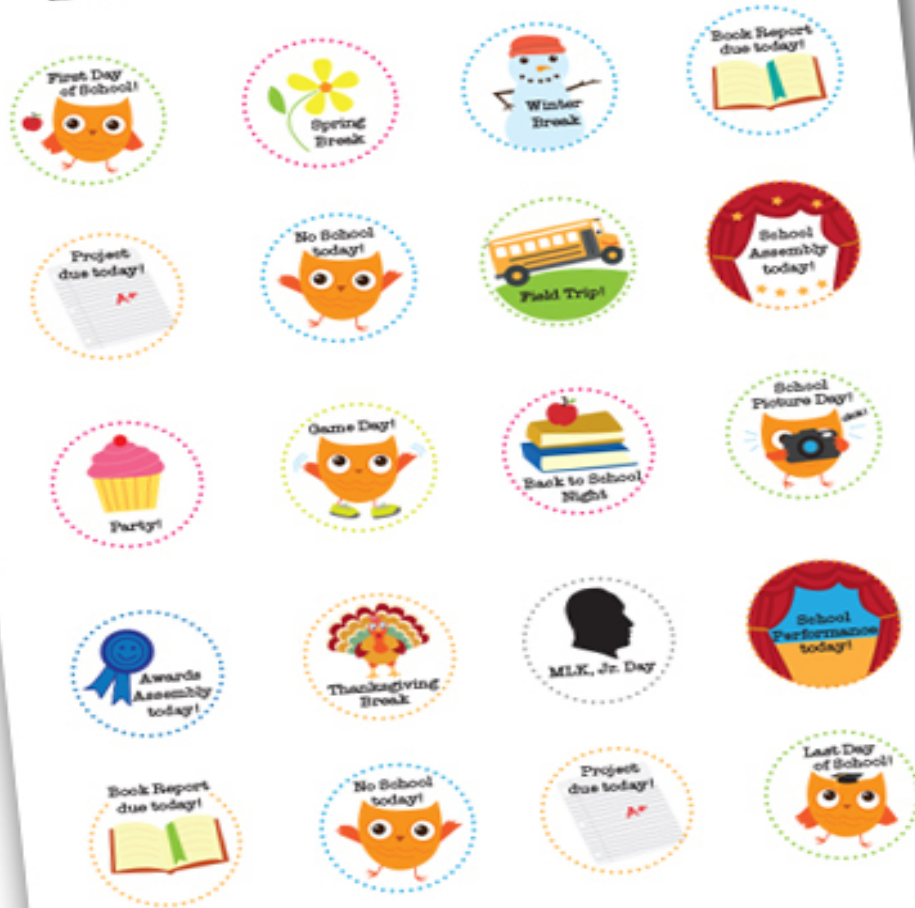 First Day
of School!
Spring
Break
Winter
Break
Book Report
due today!
Project
due today!
A+
No School
today!
Field Trip!
School
Assembly
today!
Party!
Game Day!
Back to School
Night
School
Picture Day!
click!
Awards
Assembly
today!
Thanksgiving
Break
MLK, Jr. Day
School
Performance
today!
Book Report
due today!
No School
today!
Project
due today!
A+
Last Day
of School!